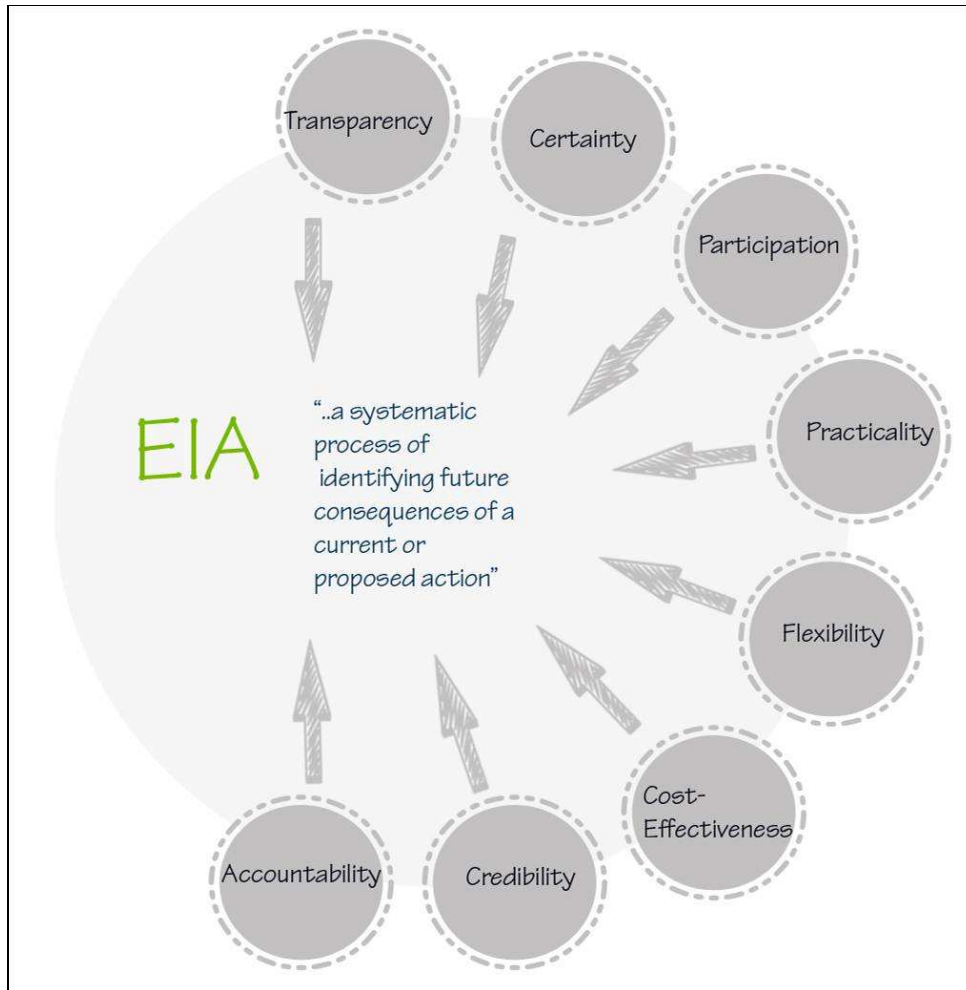 Transparency
Certainty
Participation
Practicality
Flexibility
Cost-
Effectiveness
Credibility
Accountability
EIA
“..a systematic
process of
identifying future
consequences of a
current or
proposed action”